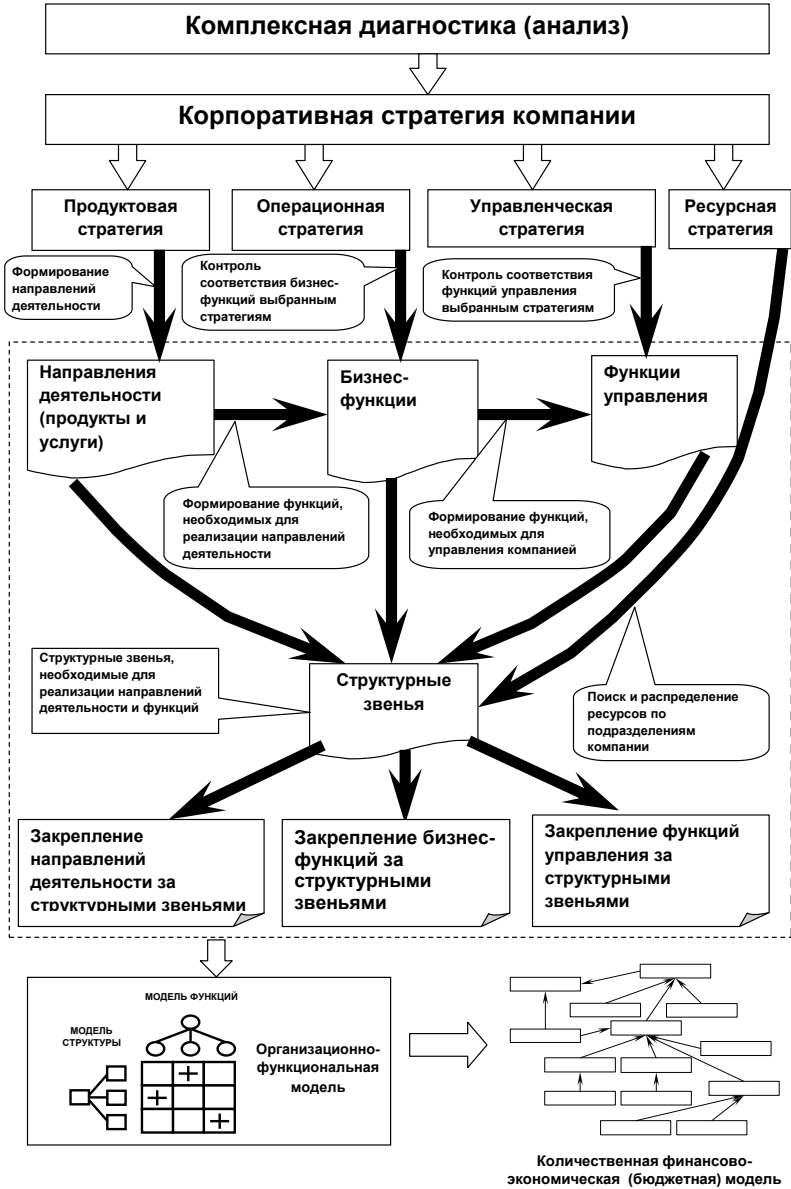 Комплексная диагностика (анализ)
Корпоративная стратегия компании
Продуктовая
стратегия
Операционная
стратегия
Управленческая
стратегия
Ресурсная
стратегия
Формирование
направлений
деятельности
Контроль
соответствия бизнес-
функций выбранным
стратегиям
Контроль соответствия
функций управления
выбранным стратегиям
Направления
деятельности
(продукты и
услуги)
Бизнес-
функции
Функции
управления
Формирование функций,
необходимых для
реализации направлений
деятельности
Формирование функций,
необходимых для
управления компанией
Структурные звенья,
необходимые для
реализации направлений
деятельности и функций
Структурные
звенья
Поиск и распределение
ресурсов по
подразделениям
компании
Закрепление
направлений
деятельности за
структурными звеньями
Закрепление бизнес-
функций за
структурными
звеньями
Закрепление функций
управления за
структурными
звеньями
МОДЕЛЬ ФУНКЦИЙ
МОДЕЛЬ
СТРУКТУРЫ
Организационно-
функциональная
модель
Количественная финансово-
экономическая (бюджетная) модель